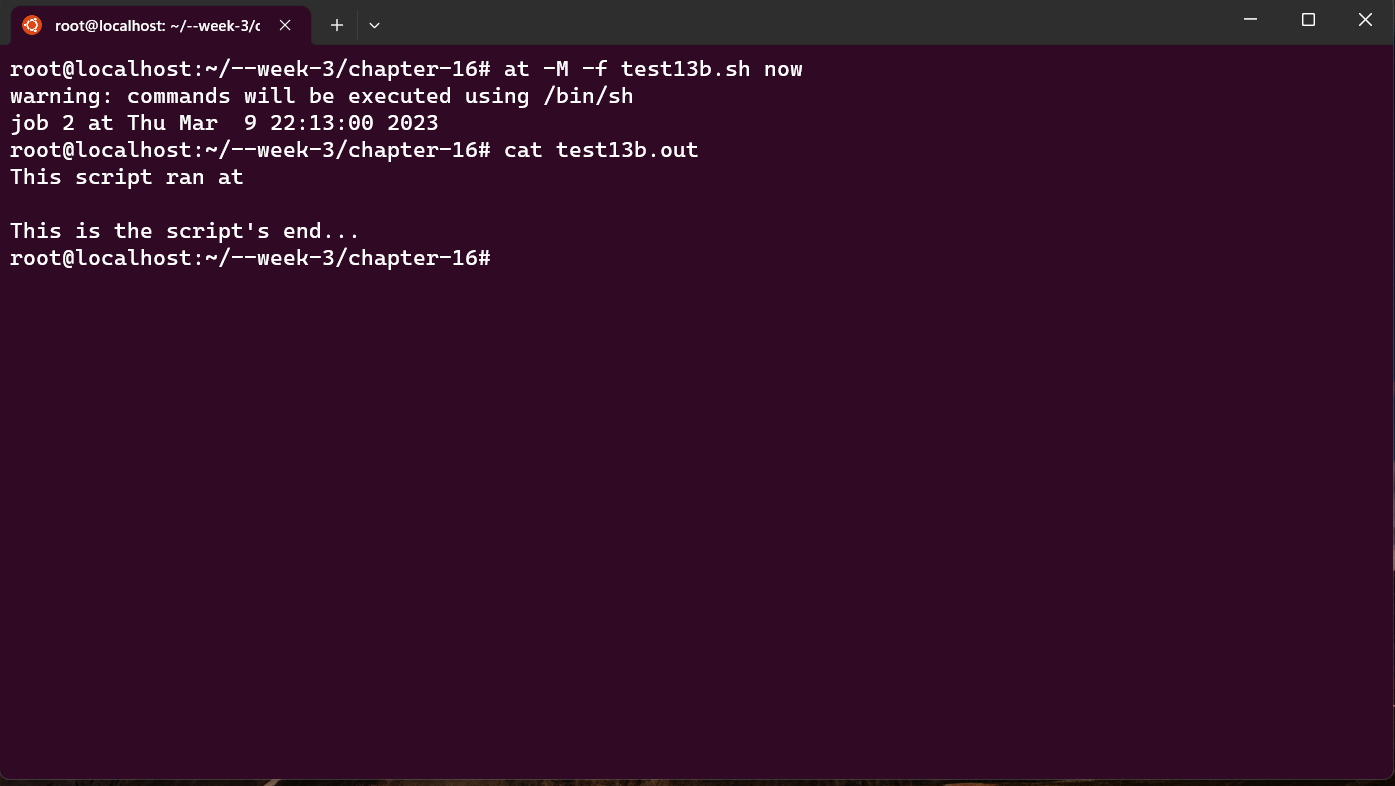 root@localhost: ~/--week-3/c
root@localhost:~/--week-3/chapter-16# at -M -f test13b.sh now
warning: commands will be executed using /bin/sh
job 2 at Thu Mar  9 22:13:00 2023
root@localhost:~/--week-3/chapter-16# cat test13b.out
This script ran at
This is the script's end...
root@localhost:~/--week-3/chapter-16#